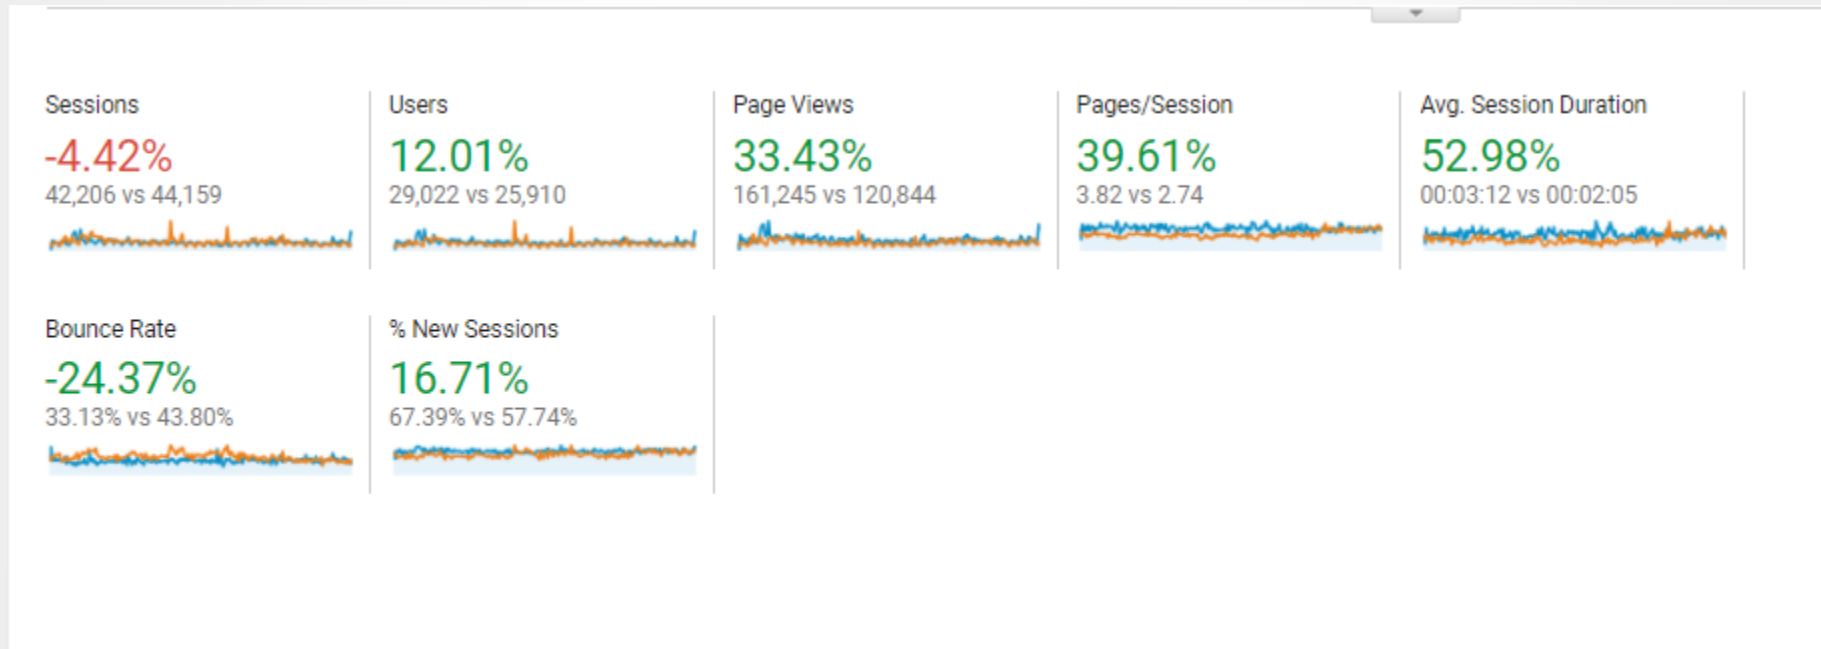 Sessions
-4.42%
42,206 vs 44,159
Users
12.01%
29,022 vs 25,910
Page Views
33.43%
161,245 vs 120,844
Pages/Session
39.61%
3.82 vs 2.74
Avg. Session Duration
52.98%
00:03:12 vs 00:02:05
Bounce Rate
-24.37%
33.13% vs 43.80%
% New Sessions
16.71%
67.39% vs 57.74%